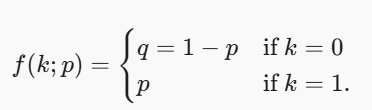 f(k; p) = { q = 1 − p if k = 0
p if k = 1.